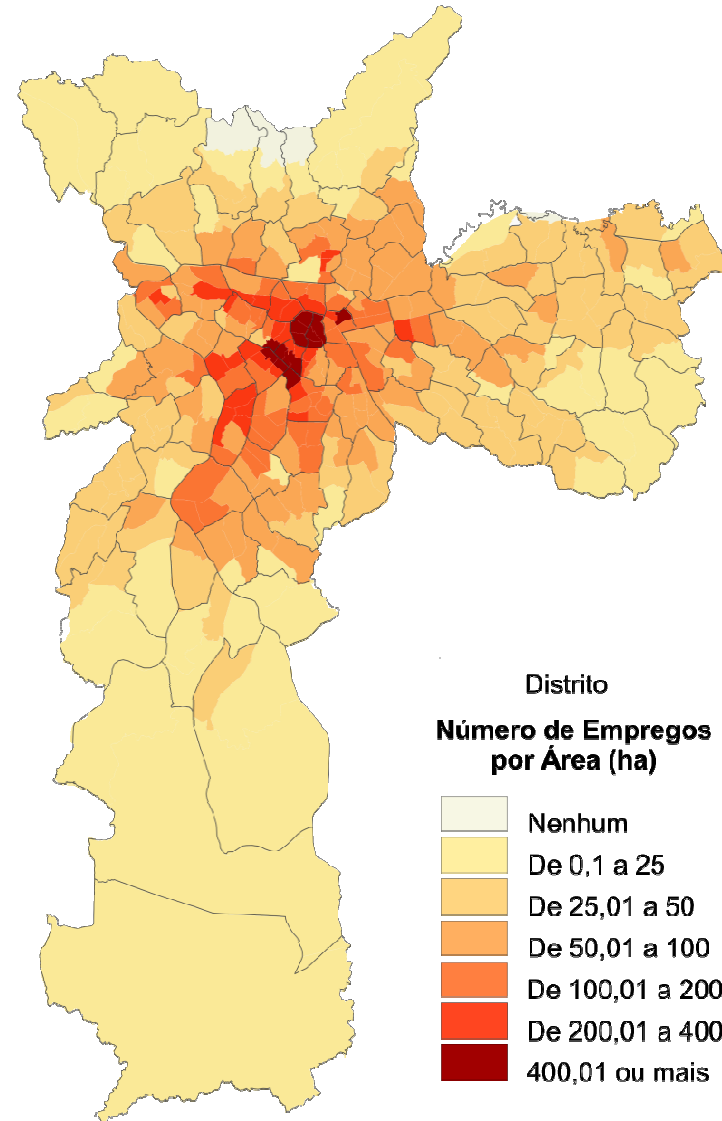 Distrito
Número de Empregos
por Área (ha)
Nenhum
De 0,1 a 25
De 25,01 a 50
De 50,01 a 100
De 100,01 a 200
De 200,01 a 400
400,01 ou mais